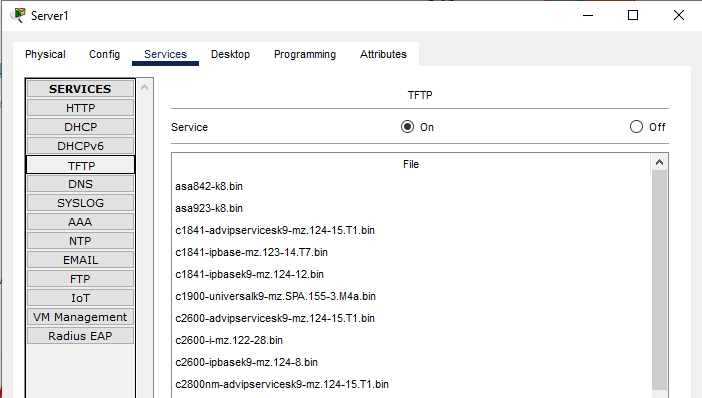 Server1
Physical Config Services Desktop Programming Attributes
SERVICES
HTTP
DHCP
DHCPv6
TFTP
DNS
SYSLOG
AAA
NTP
EMAIL
FTP
IoT
VM Management
Radius EAP
TFTP
Service On Off
File
asa842-k8.bin
asa923-k8.bin
c1841-advipservicesk9-mz.124-15.T1.bin
c1841-ipbase-mz.123-14.T7.bin
c1841-ipbasek9-mz.124-12.bin
c1900-universalk9-mz.SPA.155-3.M4a.bin
c2600-advipservicesk9-mz.124-15.T1.bin
c2600-i-mz.122-28.bin
c2600-ipbasek9-mz.124-8.bin
c2800nm-advipservicesk9-mz.124-15.T1.bin